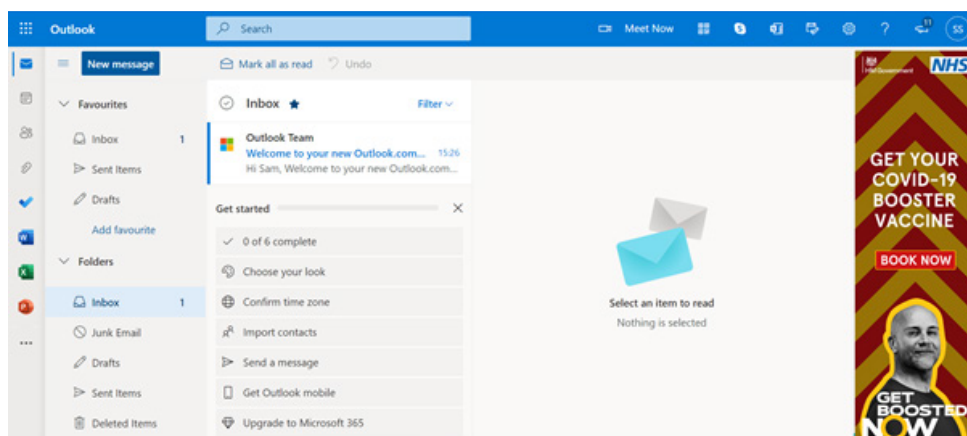 Outlook
Search
Meet Now
11
SS
New message
Mark all as read
Undo
Favourites
Inbox 1
Sent Items
Drafts
Add favourite
Folders
Inbox 1
Junk Email
Drafts
Sent Items
Deleted Items
Inbox
Filter
Outlook Team
Welcome to your new Outlook.com... 15:26
Hi Sam, Welcome to your new Outlook.com...
Get started
0 of 6 complete
Choose your look
Confirm time zone
Import contacts
Send a message
Get Outlook mobile
Upgrade to Microsoft 365
Select an item to read
Nothing is selected
HM Government
NHS
GET YOUR
COVID-19
BOOSTER
VACCINE
BOOK NOW
GET
BOOSTED
NOW